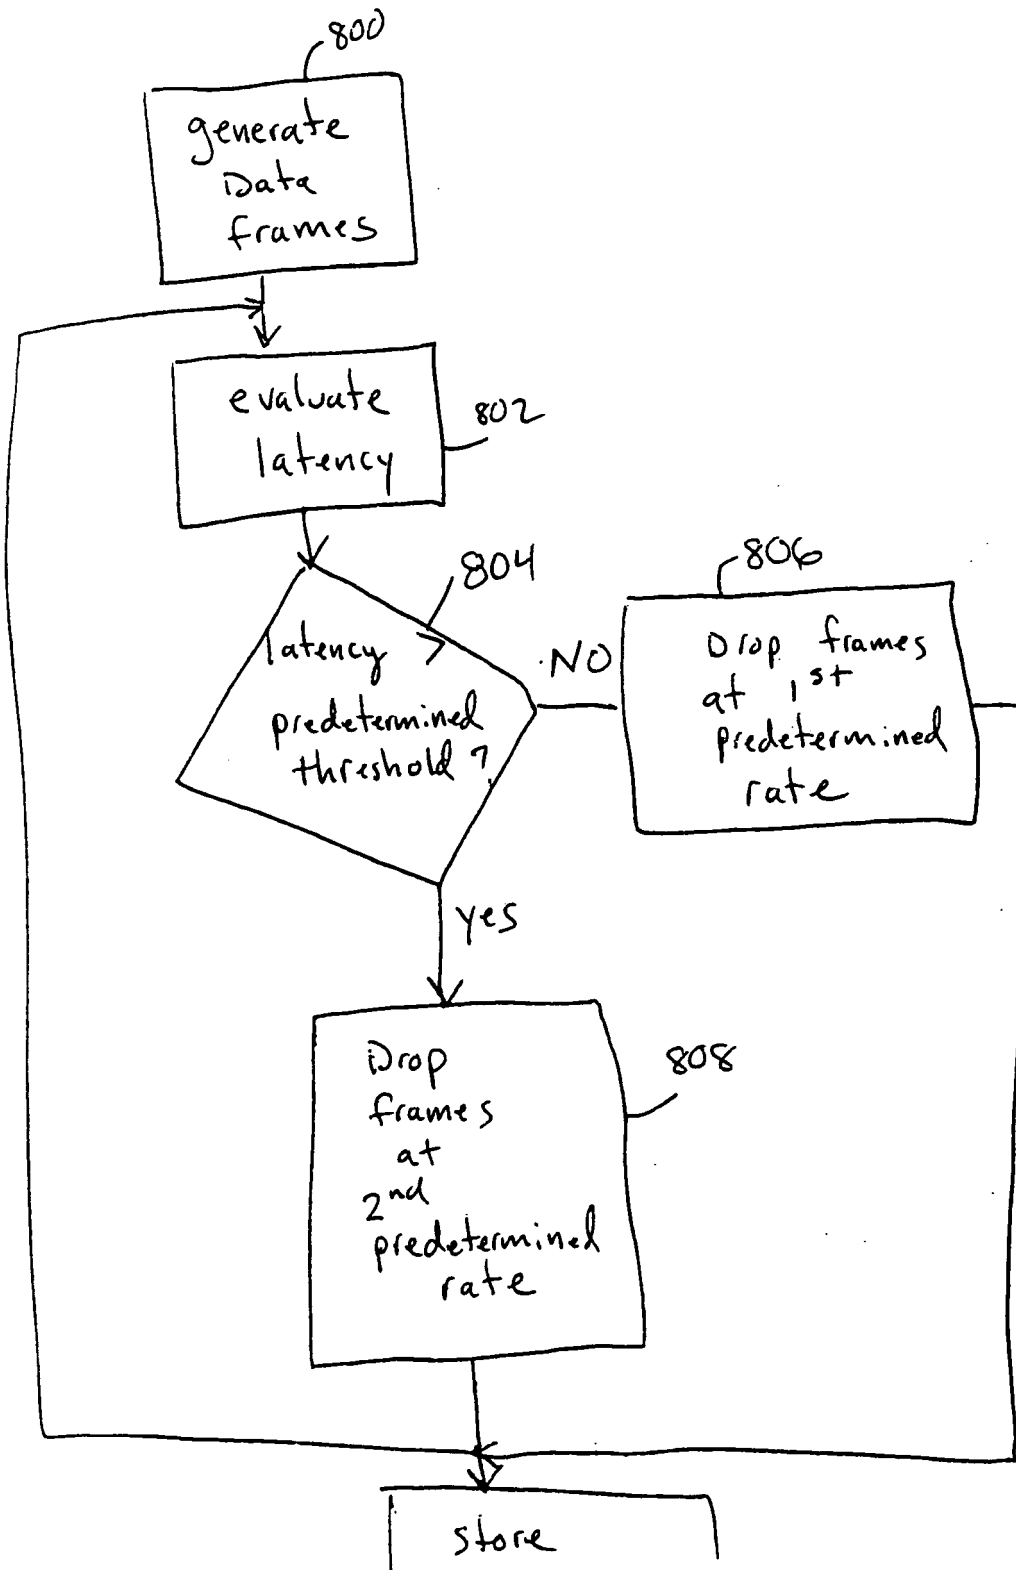 800
generate
Data
frames
evaluate
latency
802
804
latency >
predetermined
threshold?
NO
806
Drop frames
at 1st
predetermined
rate
yes
Drop
frames
at
2nd
predetermined
rate
808
store